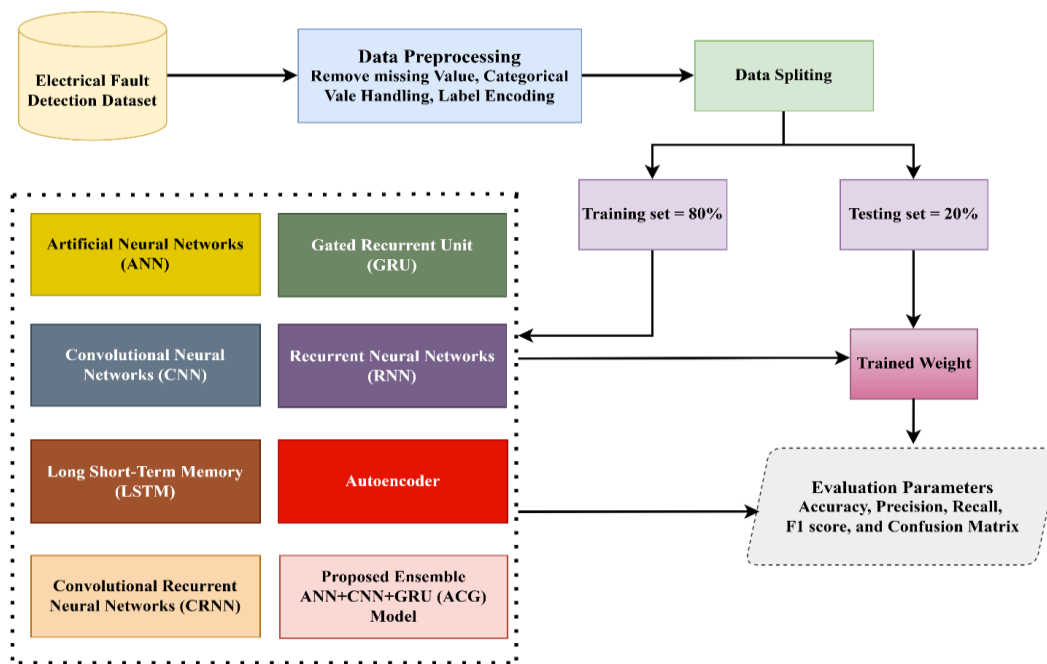 Electrical Fault
Detection Dataset
Data Preprocessing
Remove missing Value, Categorical
Vale Handling, Label Encoding
Data Spliting
Training set = 80%
Testing set = 20%
Artificial Neural Networks
(ANN)
Gated Recurrent Unit
(GRU)
Convolutional Neural
Networks (CNN)
Recurrent Neural Networks
(RNN)
Long Short-Term Memory
(LSTM)
Autoencoder
Convolutional Recurrent
Neural Networks (CRNN)
Proposed Ensemble
ANN+CNN+GRU (ACG)
Model
Trained Weight
Evaluation Parameters
Accuracy, Precision, Recall,
F1 score, and Confusion Matrix